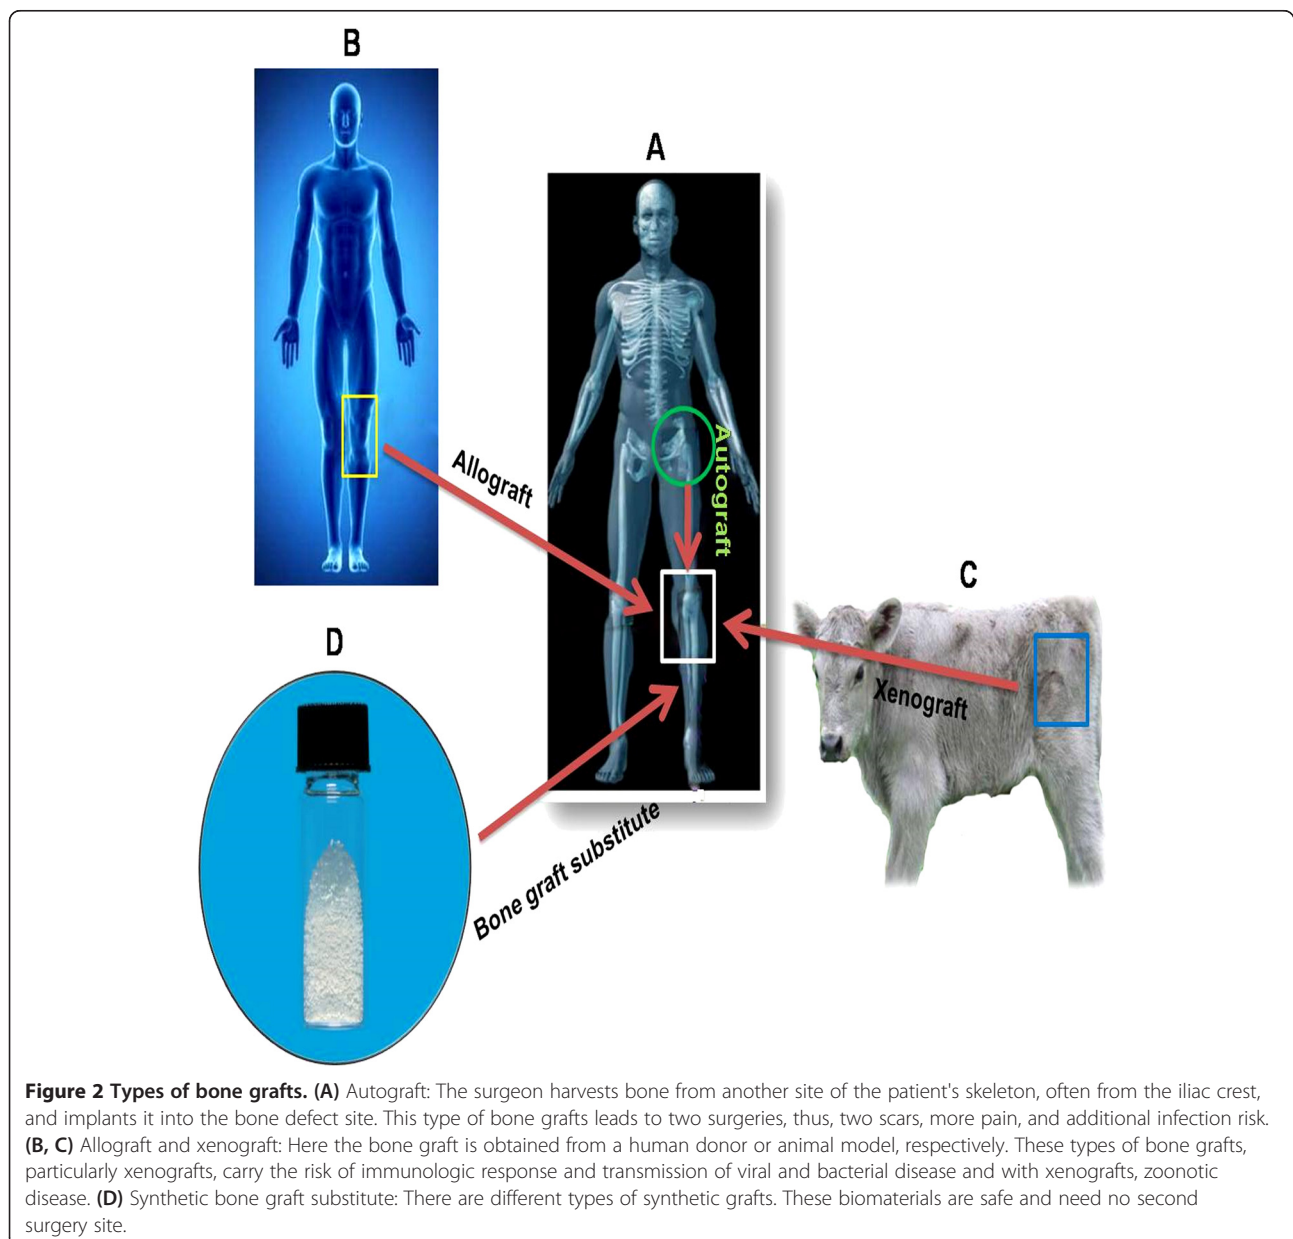 B
A
Autograft
Allograft
C
Xenograft
D
Bone graft substitute
Figure 2 Types of bone grafts. (A) Autograft: The surgeon harvests bone from another site of the patient's skeleton, often from the iliac crest,
and implants it into the bone defect site. This type of bone grafts leads to two surgeries, thus, two scars, more pain, and additional infection risk.
(B, C) Allograft and xenograft: Here the bone graft is obtained from a human donor or animal model, respectively. These types of bone grafts,
particularly xenografts, carry the risk of immunologic response and transmission of viral and bacterial disease and with xenografts, zoonotic
disease. (D) Synthetic bone graft substitute: There are different types of synthetic grafts. These biomaterials are safe and need no second
surgery site.